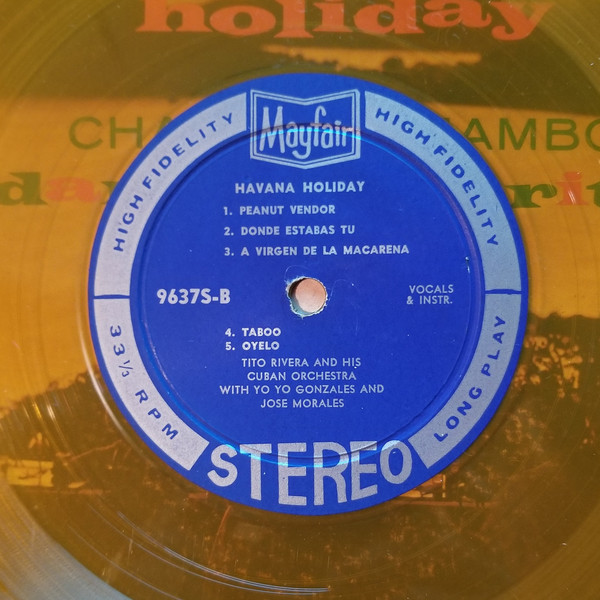 holiday
CHA
AMBO
da
rit
HIGH FIDELITY
Mayfair
HIGH FIDELITY
HAVANA HOLIDAY
1. PEANUT VENDOR
2. DONDE ESTABAS TU
3. A VIRGEN DE LA MACARENA
9637S-B
VOCALS
& INSTR.
4. TABOO
5. OYELO
TITO RIVERA AND HIS
CUBAN ORCHESTRA
WITH YO YO GONZALES AND
JOSE MORALES
33 1/3 RPM
LONG PLAY
STEREO